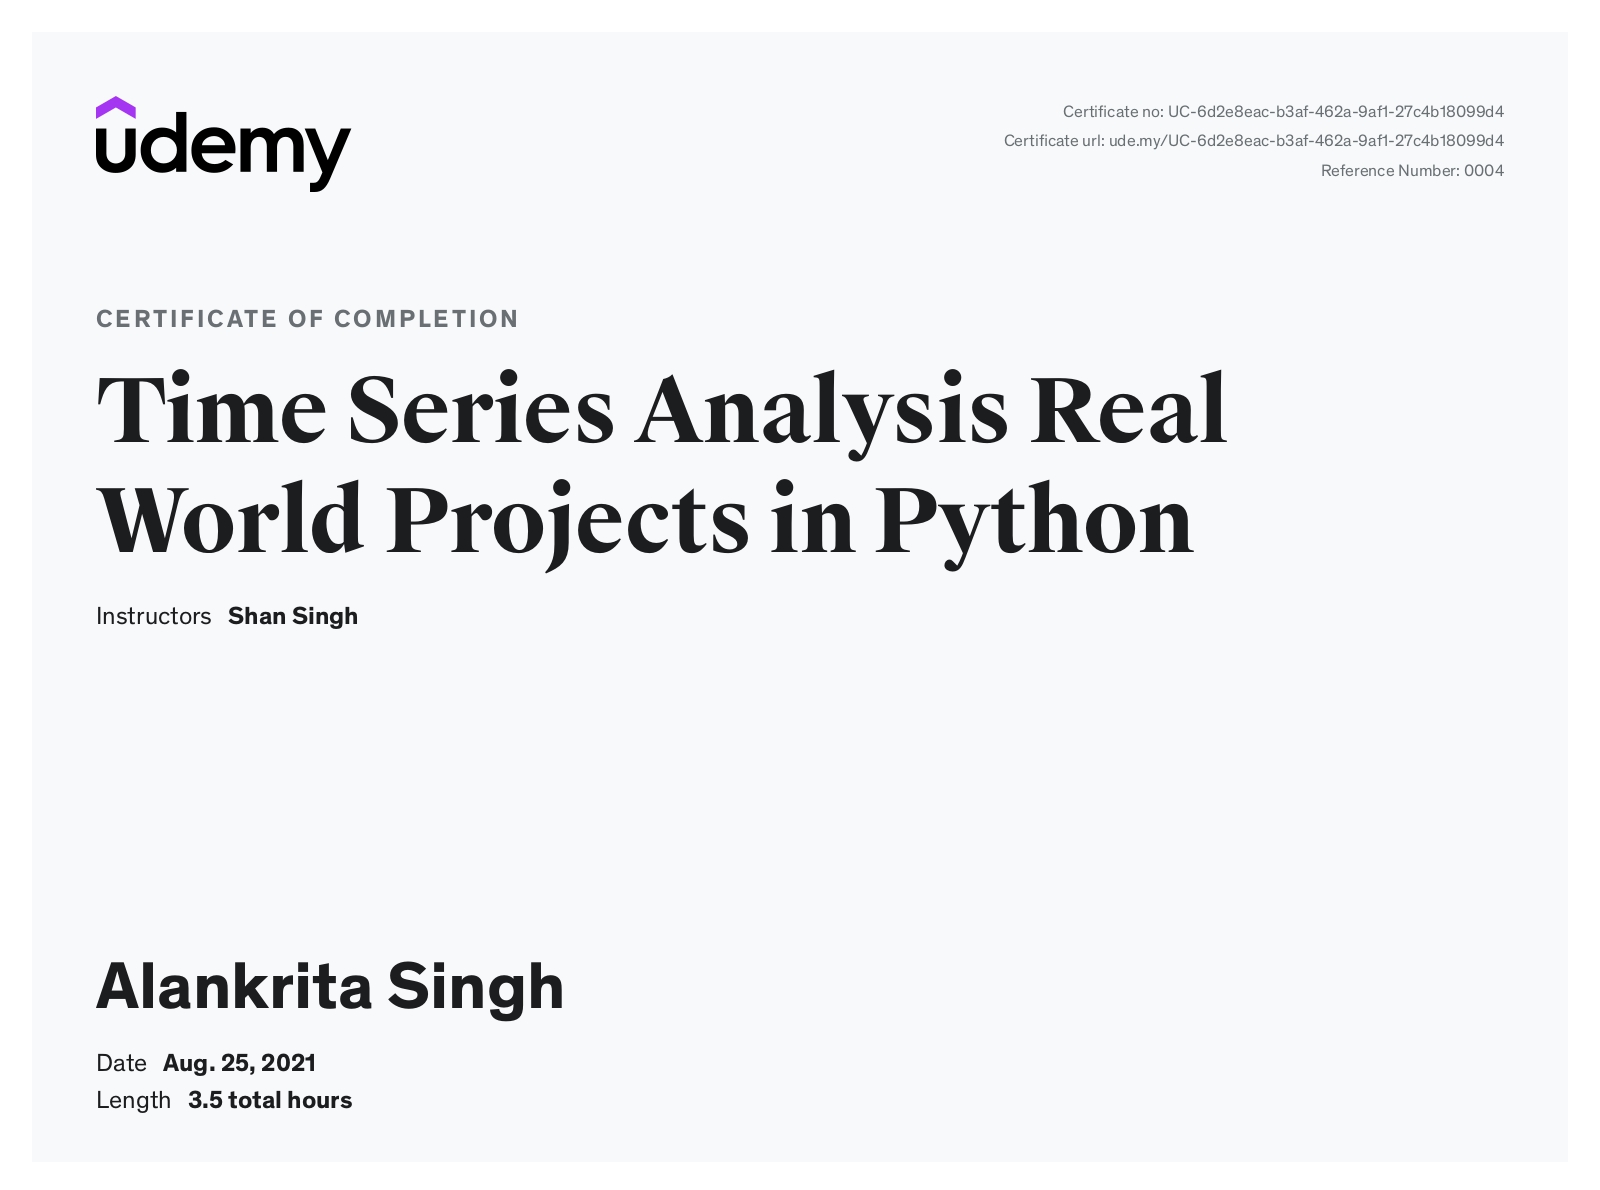 udemy
Certificate no: UC-6d2e8eac-b3af-462a-9af1-27c4b18099d4
Certificate url: ude.my/UC-6d2e8eac-b3af-462a-9af1-27c4b18099d4
Reference Number: 0004
CERTIFICATE OF COMPLETION
Time Series Analysis Real
World Projects in Python
Instructors Shan Singh
Alankrita Singh
Date Aug. 25, 2021
Length 3.5 total hours